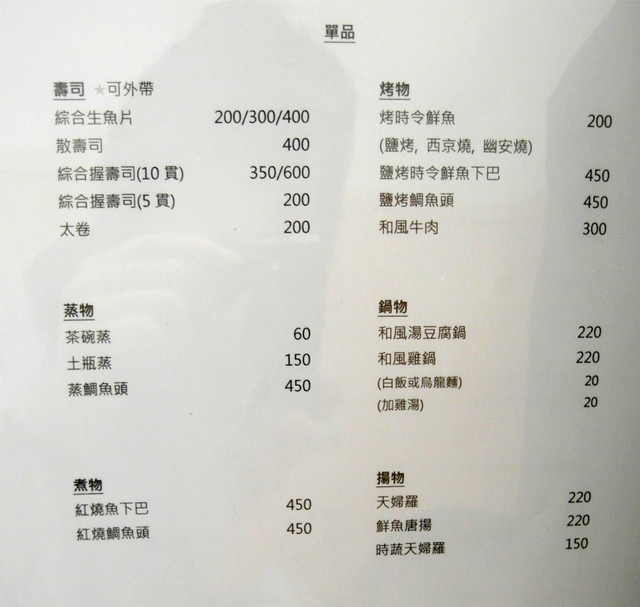 單品
壽司 ★可外帶
綜合生魚片 200/300/400
散壽司 400
綜合握壽司(10 貫) 350/600
綜合握壽司(5 貫) 200
太卷 200
烤物
烤時令鮮魚 200
(鹽烤, 西京燒, 幽安燒)
鹽烤時令鮮魚下巴 450
鹽烤鯛魚頭 450
和風牛肉 300
蒸物
茶碗蒸 60
土瓶蒸 150
蒸鯛魚頭 450
鍋物
和風湯豆腐鍋 220
和風雞鍋 220
(白飯或烏龍麵) 20
(加雞湯) 20
煮物
紅燒魚下巴 450
紅燒鯛魚頭 450
揚物
天婦羅 220
鮮魚唐揚 220
時蔬天婦羅 150